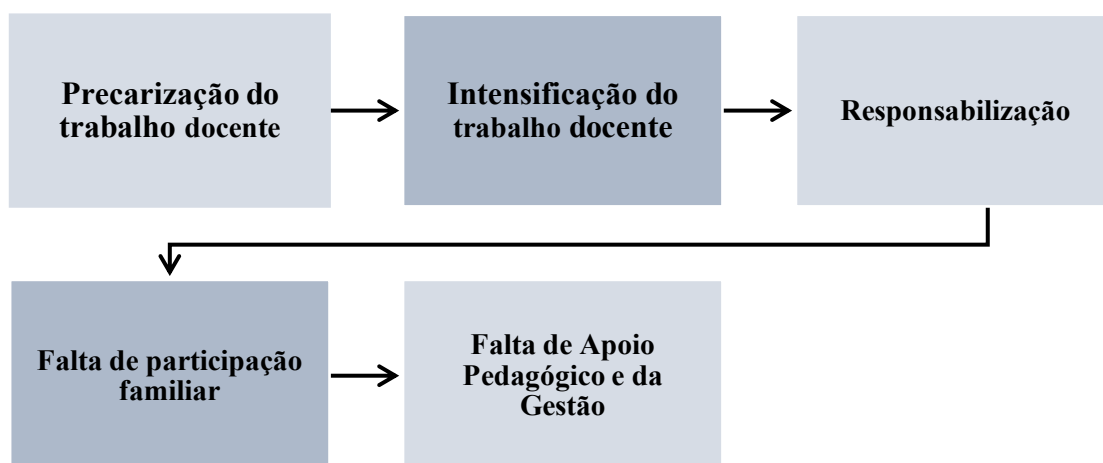 Precarização do
trabalho docente
Intensificação do
trabalho docente
Responsabilização
Falta de participação
familiar
Falta de Apoio
Pedagógico e da
Gestão